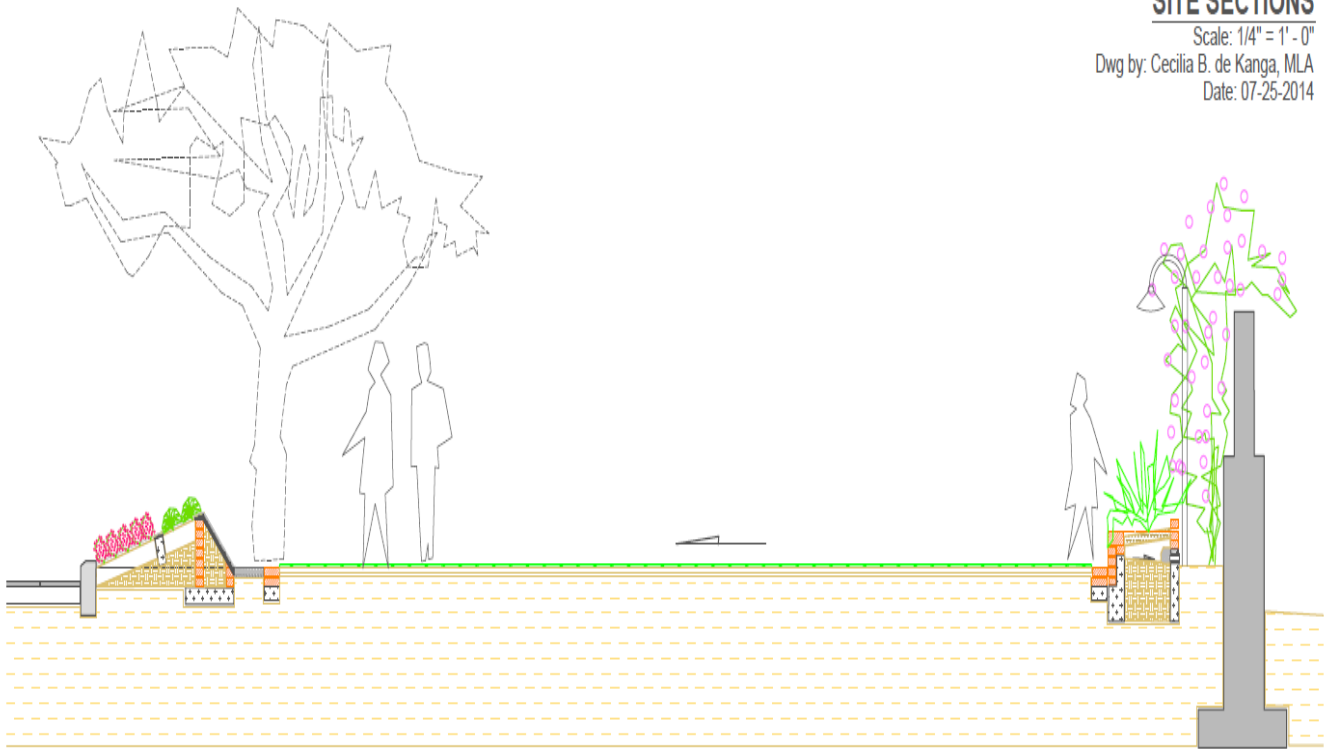 SITE SECTIONS
Scale: 1/4" = 1' - 0"
Dwg by: Cecilia B. de Kanga, MLA
Date: 07-25-2014